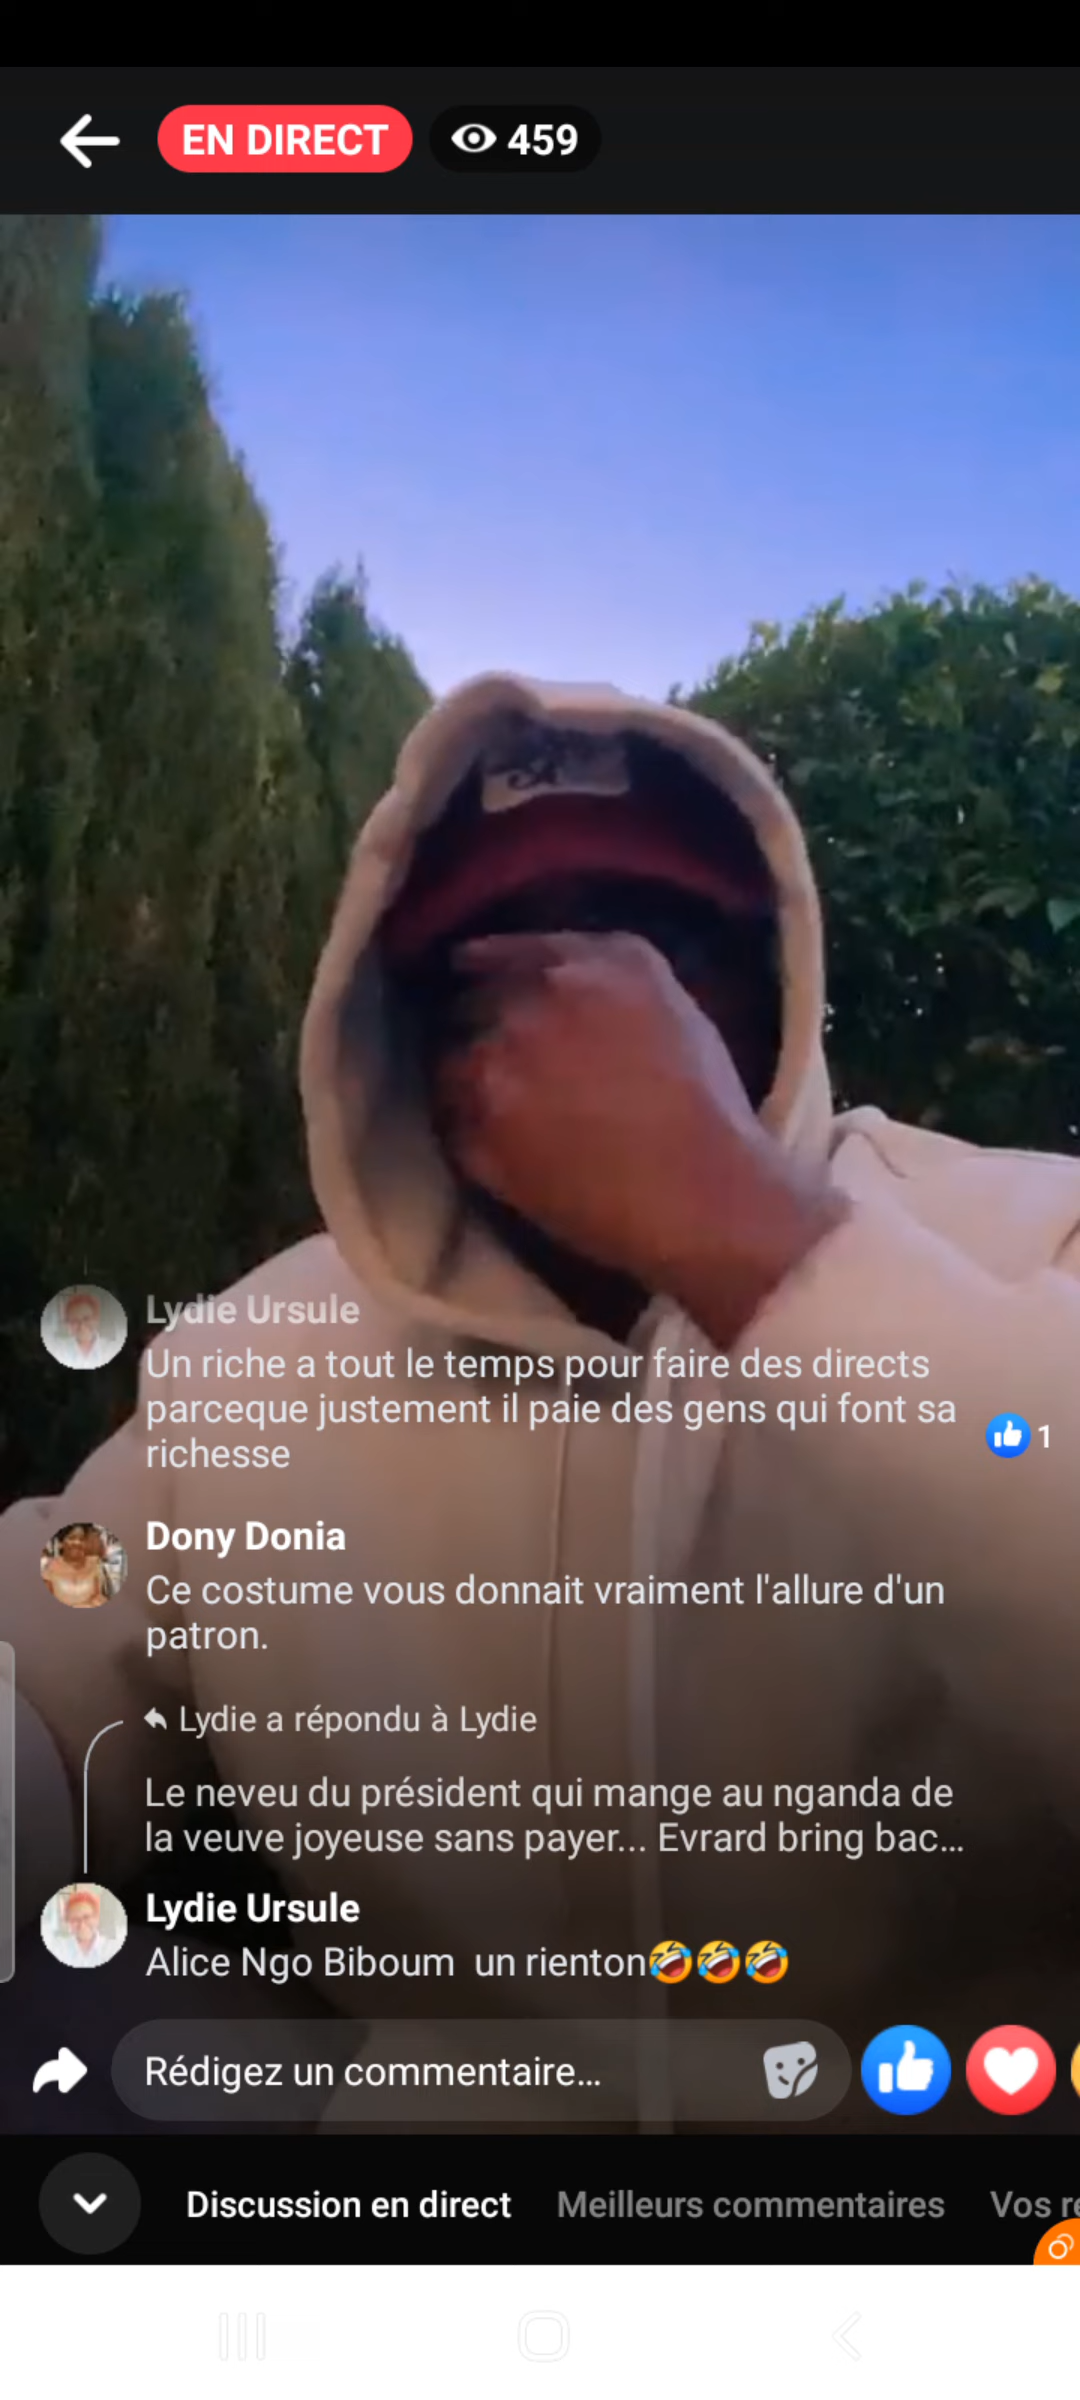 EN DIRECT
459
Lydie Ursule
Un riche a tout le temps pour faire des directs
parceque justement il paie des gens qui font sa
richesse
1
Dony Donia
Ce costume vous donnait vraiment l'allure d'un
patron.
Lydie a répondu à Lydie
Le neveu du président qui mange au nganda de
la veuve joyeuse sans payer... Evrard bring bac...
Lydie Ursule
Alice Ngo Biboum un rienton🤣🤣🤣
Rédigez un commentaire...
Discussion en direct Meilleurs commentaires Vos re